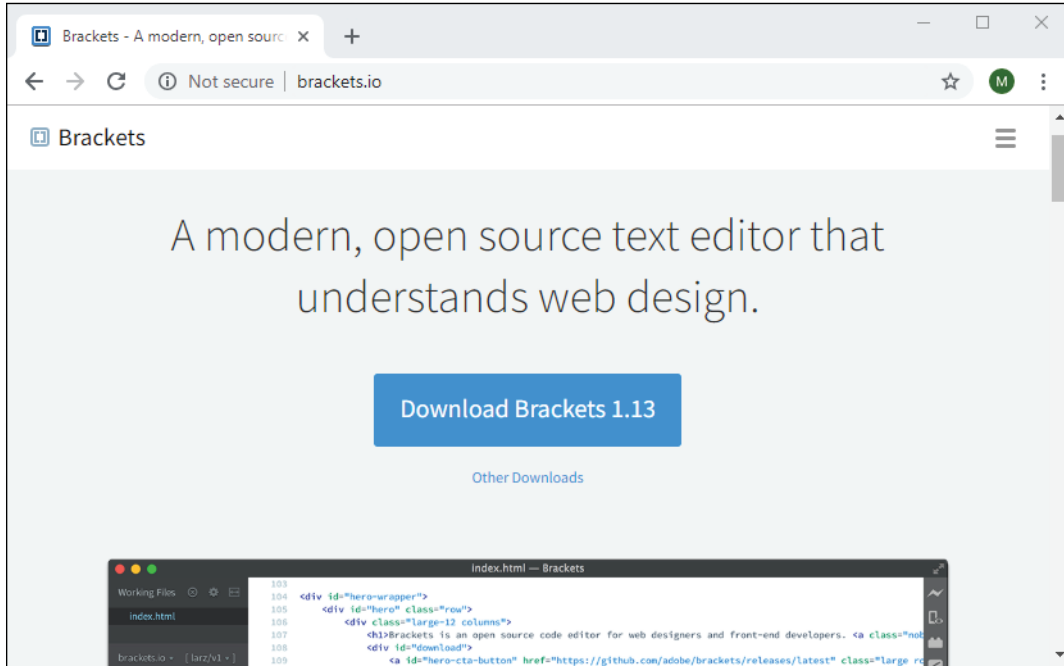 Brackets - A modern, open sourc
Not secure | brackets.io
M
Brackets
A modern, open source text editor that
understands web design.
Download Brackets 1.13
Other Downloads
index.html — Brackets
Working Files
index.html
brackets.io [ larz/v1 ]
103
104 <div id="hero-wrapper">
105 <div id="hero" class="row">
106 <div class="large-12 columns">
107 <h1>Brackets is an open source code editor for web designers and front-end developers. <a class="nob
108 <div id="download">
109 <a id="hero-cta-button" href="https://github.com/adobe/brackets/releases/latest" class="large ro